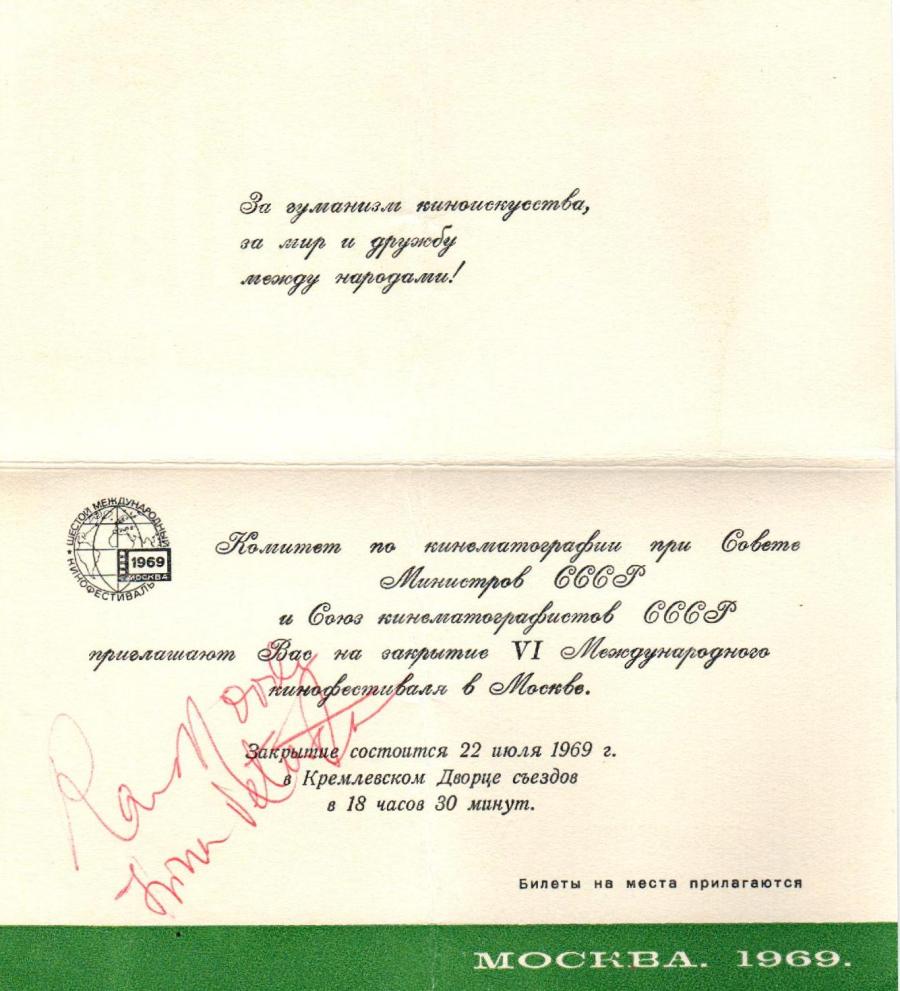 За гуманизм киноискусства,
за мир и дружбу
между народами!
ШЕСТОЙ МЕЖДУНАРОДНЫЙ
КИНОФЕСТИВАЛЬ
1969
МОСКВА
Комитет по кинематографии при Совете
Министров СССР
и Союз кинематографистов СССР
приглашают Вас на закрытие VI Международного
кинофестиваля в Москве.
Ron Moody
Закрытие состоится 22 июля 1969 г.
в Кремлевском Дворце съездов
в 18 часов 30 минут.
Билеты на места прилагаются
МОСКВА. 1969.